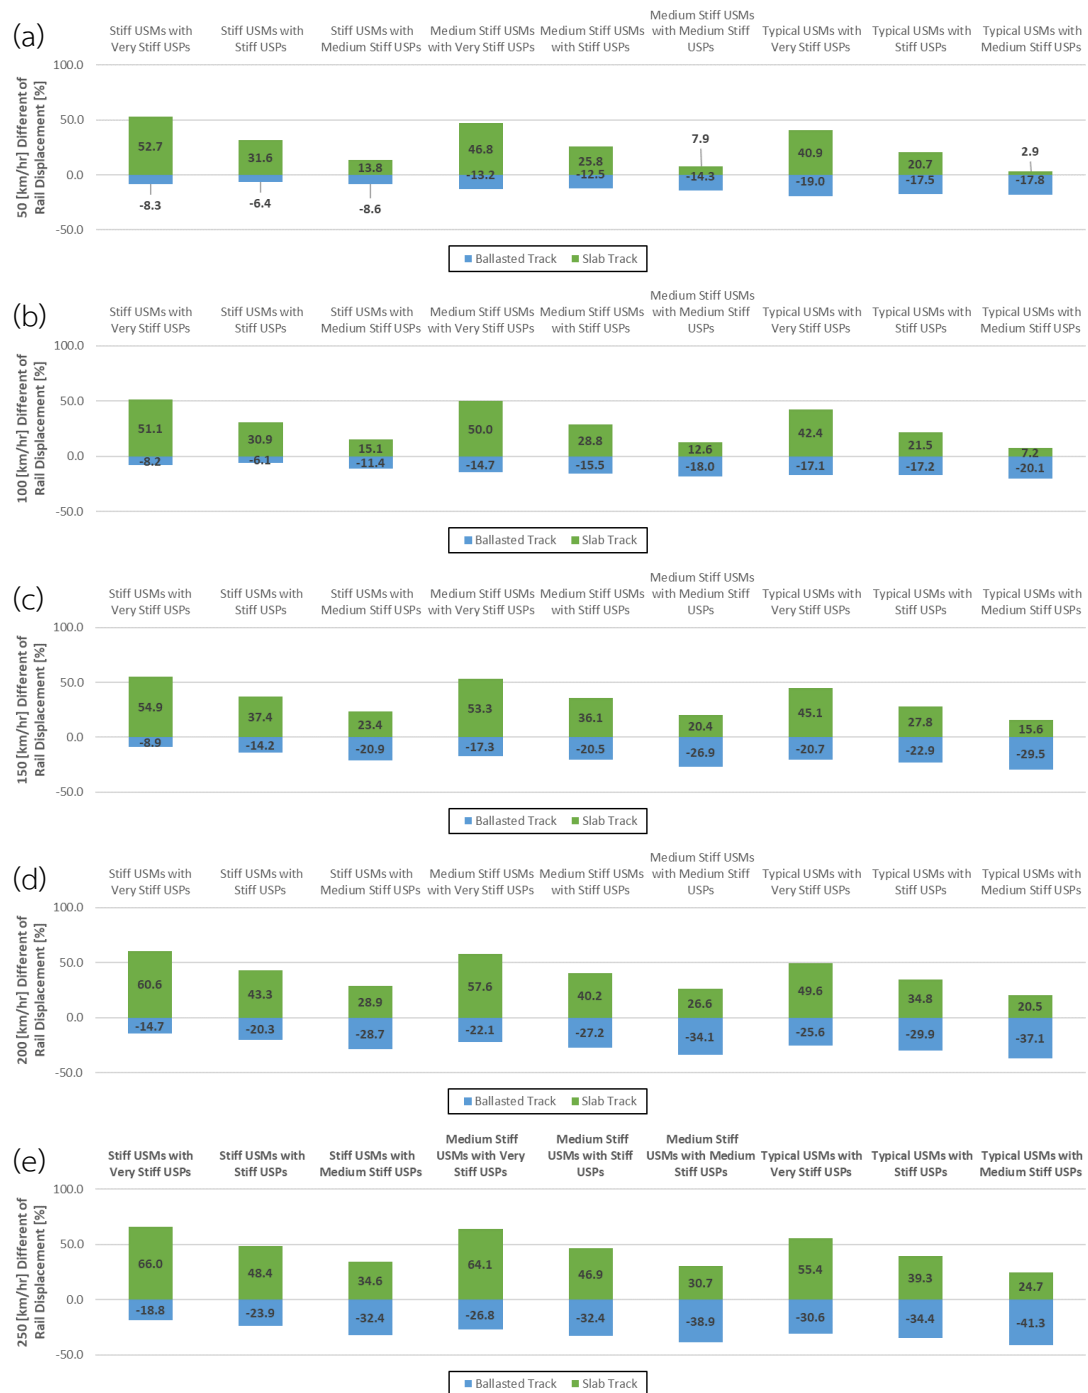 (a)
Stiff USMs with
Very Stiff USPs
Stiff USMs with
Stiff USPs
Stiff USMs with
Medium Stiff USPs
Medium Stiff USMs
with Very Stiff USPs
Medium Stiff USMs
with Stiff USPs
Medium Stiff USMs
with Medium Stiff
USPs
Typical USMs with
Very Stiff USPs
Typical USMs with
Stiff USPs
Typical USMs with
Medium Stiff USPs
50 [km/hr] Different of
Rail Displacement [%]
100.0
50.0
0.0
-50.0
52.7
31.6
13.8
46.8
25.8
7.9
40.9
20.7
2.9
-8.3
-6.4
-8.6
-13.2
-12.5
-14.3
-19.0
-17.5
-17.8
Ballasted Track
Slab Track
(b)
Stiff USMs with
Very Stiff USPs
Stiff USMs with
Stiff USPs
Stiff USMs with
Medium Stiff USPs
Medium Stiff USMs
with Very Stiff USPs
Medium Stiff USMs
with Stiff USPs
Medium Stiff USMs
with Medium Stiff
USPs
Typical USMs with
Very Stiff USPs
Typical USMs with
Stiff USPs
Typical USMs with
Medium Stiff USPs
100 [km/hr] Different of
Rail Displacement [%]
100.0
50.0
0.0
-50.0
51.1
30.9
15.1
50.0
28.8
12.6
42.4
21.5
7.2
-8.2
-6.1
-11.4
-14.7
-15.5
-18.0
-17.1
-17.2
-20.1
Ballasted Track
Slab Track
(c)
Stiff USMs with
Very Stiff USPs
Stiff USMs with
Stiff USPs
Stiff USMs with
Medium Stiff USPs
Medium Stiff USMs
with Very Stiff USPs
Medium Stiff USMs
with Stiff USPs
Medium Stiff USMs
with Medium Stiff
USPs
Typical USMs with
Very Stiff USPs
Typical USMs with
Stiff USPs
Typical USMs with
Medium Stiff USPs
150 [km/hr] Different of
Rail Displacement [%]
100.0
50.0
0.0
-50.0
54.9
37.4
23.4
53.3
36.1
20.4
45.1
27.8
15.6
-8.9
-14.2
-20.9
-17.3
-20.5
-26.9
-20.7
-22.9
-29.5
Ballasted Track
Slab Track
(d)
Stiff USMs with
Very Stiff USPs
Stiff USMs with
Stiff USPs
Stiff USMs with
Medium Stiff USPs
Medium Stiff USMs
with Very Stiff USPs
Medium Stiff USMs
with Stiff USPs
Medium Stiff USMs
with Medium Stiff
USPs
Typical USMs with
Very Stiff USPs
Typical USMs with
Stiff USPs
Typical USMs with
Medium Stiff USPs
200 [km/hr] Different of
Rail Displacement [%]
100.0
50.0
0.0
-50.0
60.6
43.3
28.9
57.6
40.2
26.6
49.6
34.8
20.5
-14.7
-20.3
-28.7
-22.1
-27.2
-34.1
-25.6
-29.9
-37.1
Ballasted Track
Slab Track
(e)
Stiff USMs with
Very Stiff USPs
Stiff USMs with
Stiff USPs
Stiff USMs with
Medium Stiff USPs
Medium Stiff
USMs with Very
Stiff USPs
Medium Stiff
USMs with Stiff
USPs
Medium Stiff
USMs with Medium
Stiff USPs
Typical USMs with
Very Stiff USPs
Typical USMs with
Stiff USPs
Typical USMs with
Medium Stiff USPs
250 [km/hr] Different of
Rail Displacement [%]
100.0
50.0
0.0
-50.0
66.0
48.4
34.6
64.1
46.9
30.7
55.4
39.3
24.7
-18.8
-23.9
-32.4
-26.8
-32.4
-38.9
-30.6
-34.4
-41.3
Ballasted Track
Slab Track